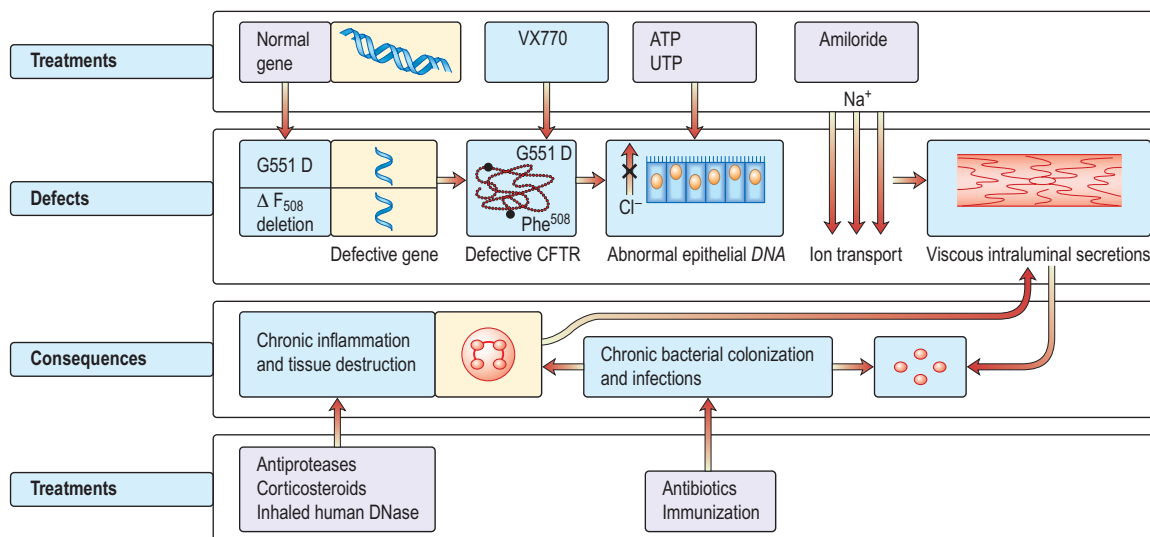 Treatments
Normal
gene
VX770
ATP
UTP
Amiloride
Na⁺
Defects
G551 D
Δ F₅₀₈
deletion
Defective gene
G551 D
Phe⁵⁰⁸
Defective CFTR
Cl⁻
Abnormal epithelial DNA
Ion transport
Viscous intraluminal secretions
Consequences
Chronic inflammation
and tissue destruction
Chronic bacterial colonization
and infections
Treatments
Antiproteases
Corticosteroids
Inhaled human DNase
Antibiotics
Immunization